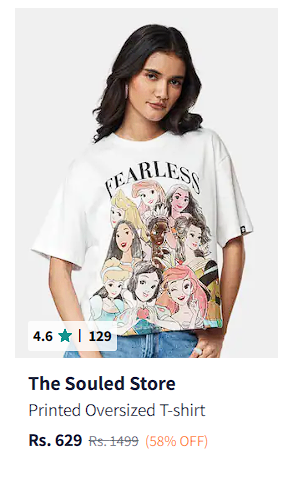 FEARLESS
4.6 ★ | 129
The Souled Store
Printed Oversized T-shirt
Rs. 629 Rs. 1499 (58% OFF)